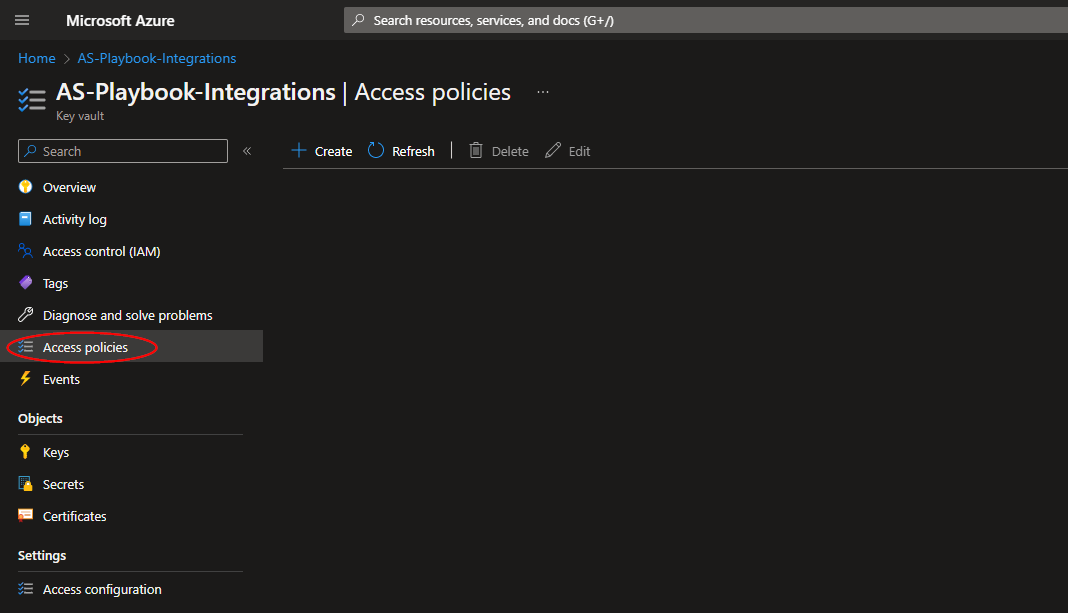 Microsoft Azure
Search resources, services, and docs (G+/)
Home > AS-Playbook-Integrations
AS-Playbook-Integrations | Access policies ...
Key vault
Search «
+ Create Refresh | Delete Edit
Overview
Activity log
Access control (IAM)
Tags
Diagnose and solve problems
Access policies
Events
Objects
Keys
Secrets
Certificates
Settings
Access configuration